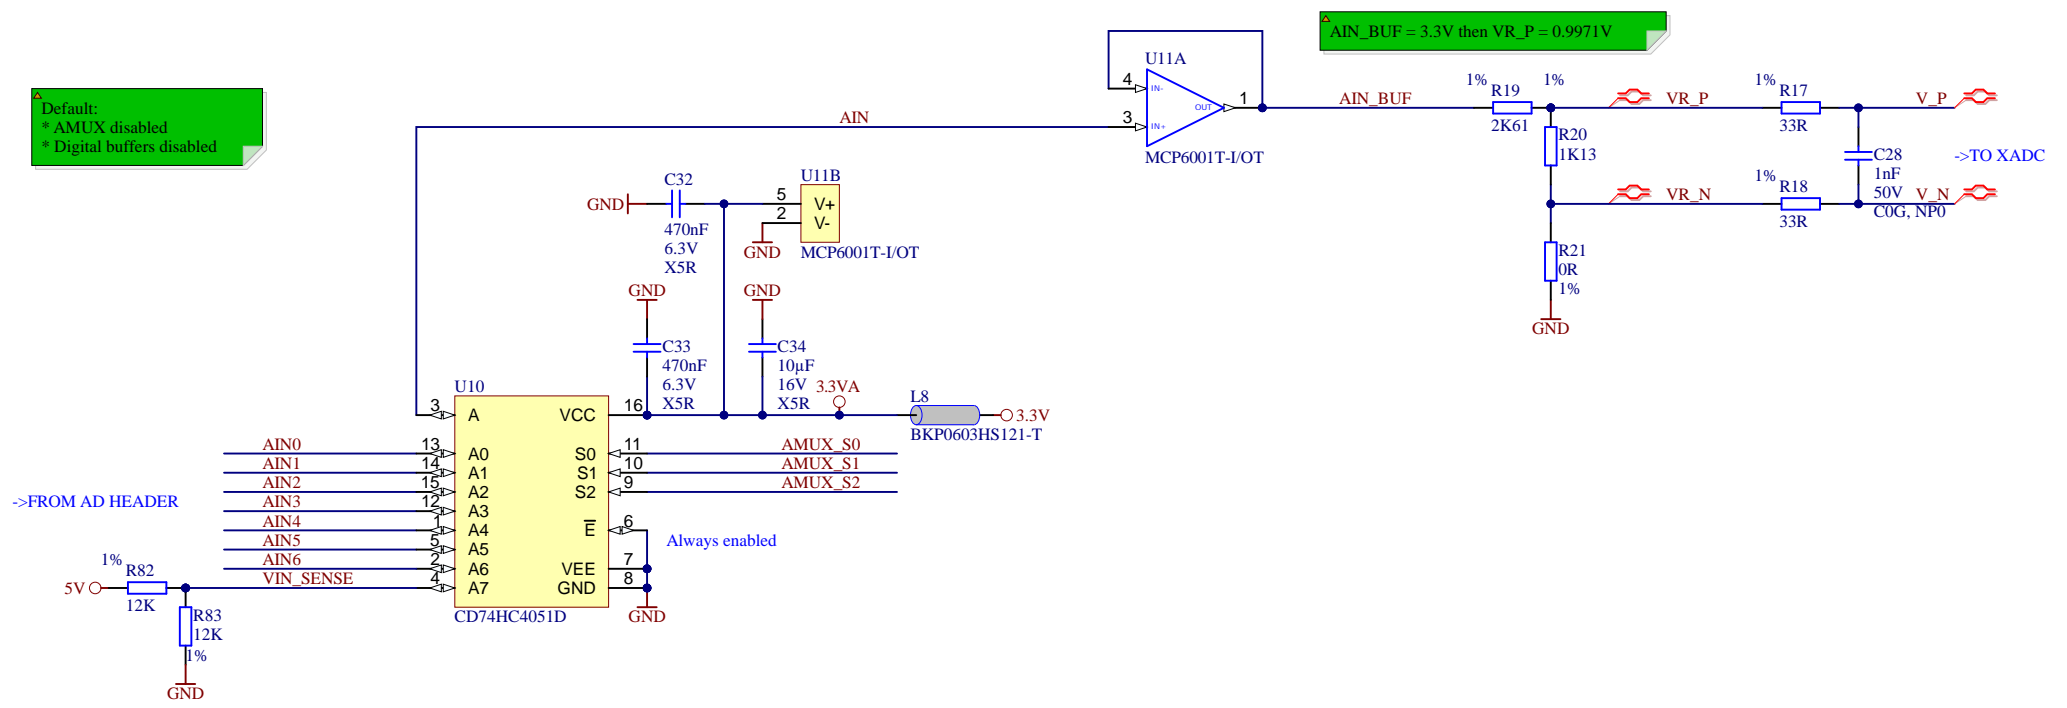 AIN_BUF = 3.3V then VR_P = 0.9971V
Default:
* AMUX disabled
* Digital buffers disabled
U11A
4 IN-
3 IN+
OUT 1
MCP6001T-I/OT
AIN
AIN_BUF
1%
R19
2K61
1%
R20
1K13
VR_P
1%
R17
33R
V_P
C28
1nF
50V
C0G, NP0
->TO XADC
VR_N
1%
R18
33R
V_N
R21
0R
1%
GND
GND
C32
470nF
6.3V
X5R
U11B
5 V+
2 V-
GND
MCP6001T-I/OT
GND
C33
470nF
6.3V
X5R
GND
C34
10µF
16V
X5R
3.3VA
L8
3.3V
BKP0603HS121-T
U10
3 A
VCC 16
AIN0 13 A0
AIN1 14 A1
AIN2 15 A2
AIN3 12 A3
AIN4 1 A4
AIN5 5 A5
AIN6 2 A6
VIN_SENSE 4 A7
S0 11 AMUX_S0
S1 10 AMUX_S1
S2 9 AMUX_S2
E 6
Always enabled
VEE 7
GND 8
GND
CD74HC4051D
->FROM AD HEADER
5V
1%
R82
12K
R83
12K
1%
GND